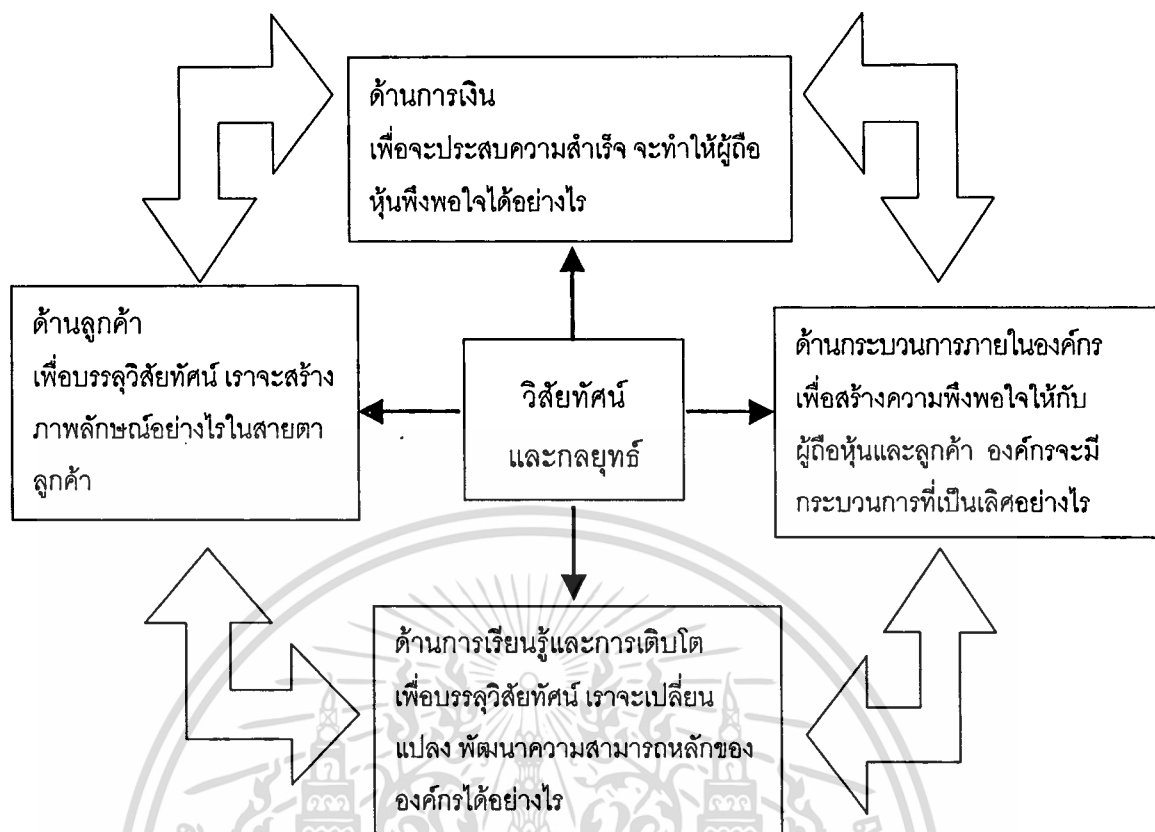 ด้านการเงิน
เพื่อจะประสบความสำเร็จ จะทำให้ผู้ถือ
หุ้นพึงพอใจได้อย่างไร
ด้านลูกค้า
เพื่อบรรลุวิสัยทัศน์ เราจะสร้าง
ภาพลักษณ์อย่างไรในสายตา
ลูกค้า
วิสัยทัศน์
และกลยุทธ์
ด้านกระบวนการภายในองค์กร
เพื่อสร้างความพึงพอใจให้กับ
ผู้ถือหุ้นและลูกค้า องค์กรจะมี
กระบวนการที่เป็นเลิศอย่างไร
ด้านการเรียนรู้และการเติบโต
เพื่อบรรลุวิสัยทัศน์ เราจะเปลี่ยน
แปลง พัฒนาความสามารถหลักของ
องค์กรได้อย่างไร